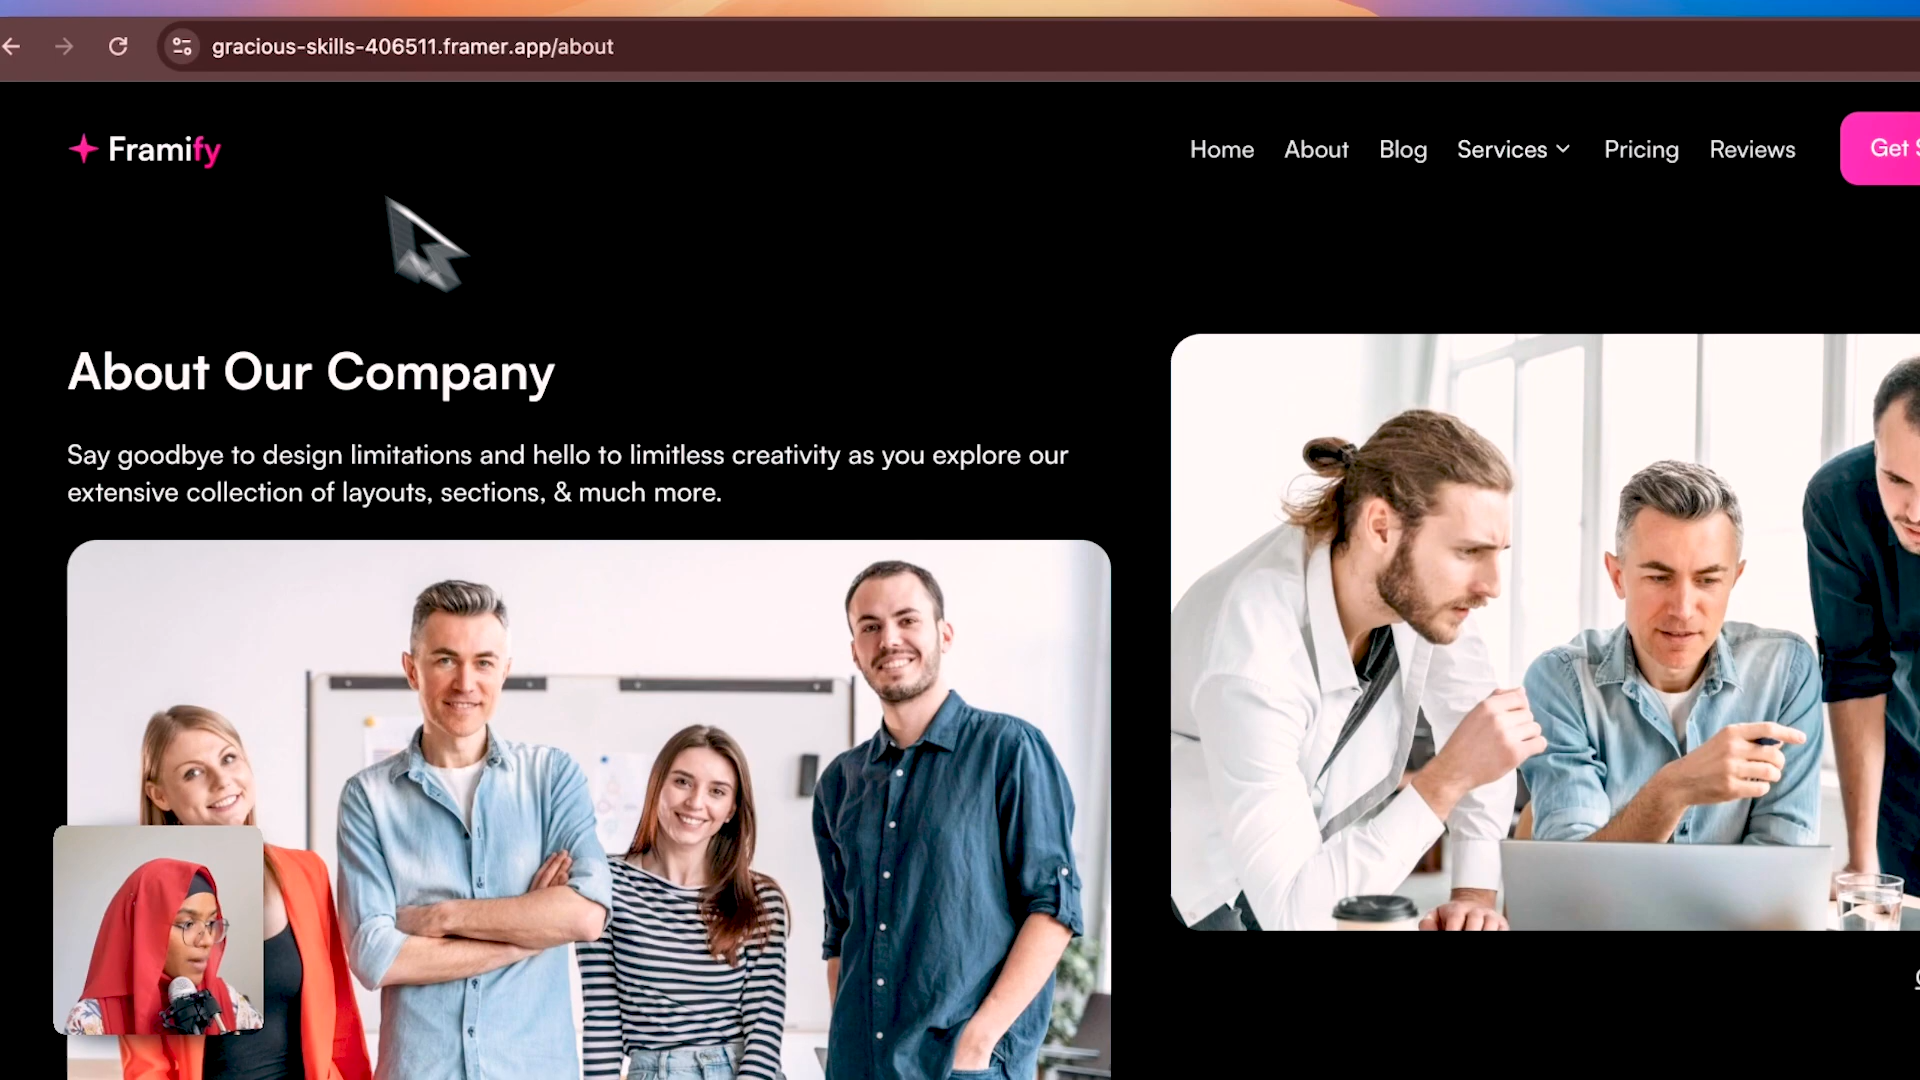 gracious-skills-406511.framer.app/about
Framify
Home About Blog Services Pricing Reviews
Get
About Our Company
Say goodbye to design limitations and hello to limitless creativity as you explore our
extensive collection of layouts, sections, & much more.